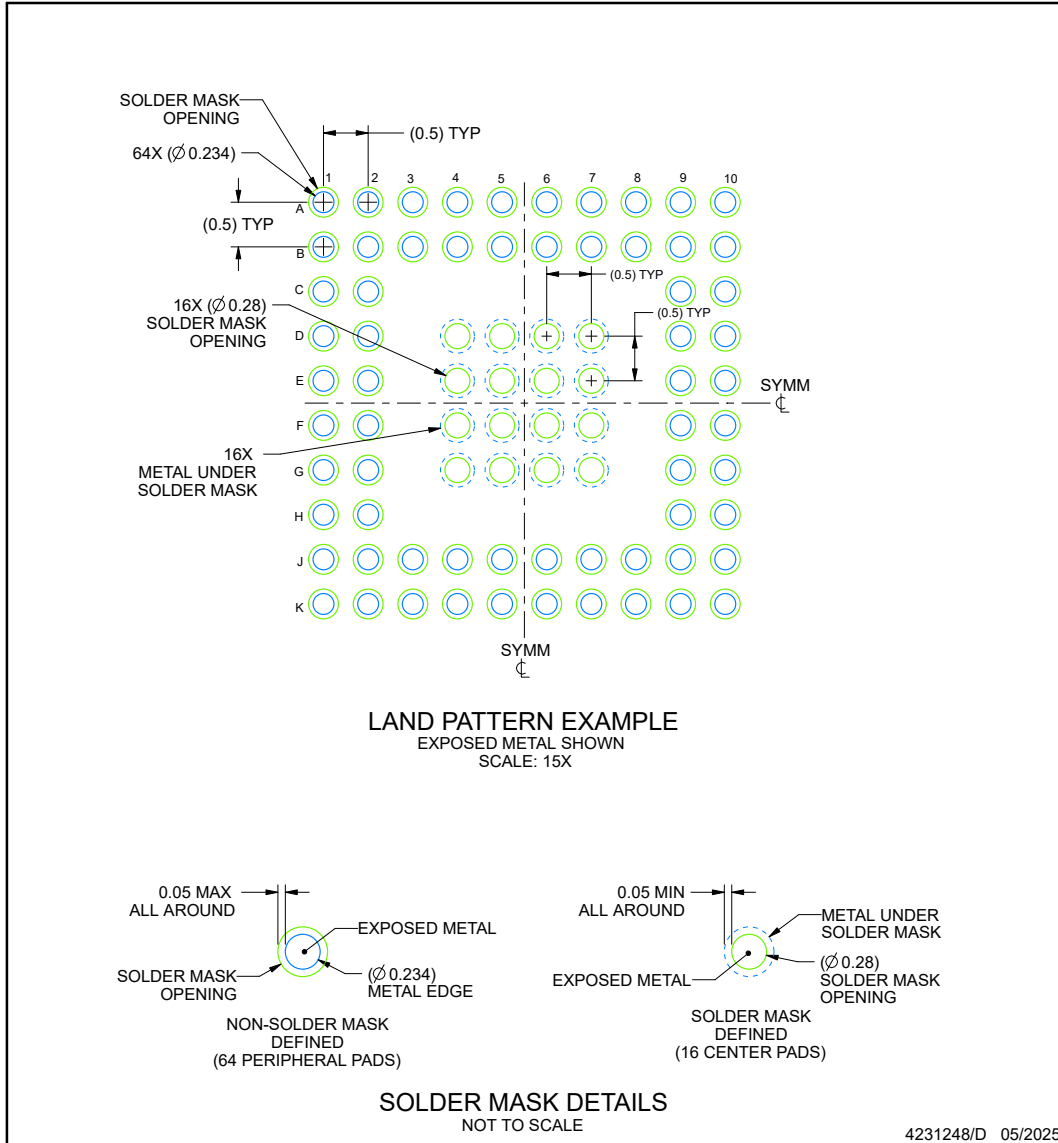 SOLDER MASK
OPENING
(0.5) TYP
64X (∅ 0.234)
1 2 3 4 5 6 7 8 9 10
A
(0.5) TYP
B
(0.5) TYP
C
16X (∅ 0.28)
SOLDER MASK
OPENING
(0.5) TYP
D
E
SYMM
℄
F
16X
METAL UNDER
SOLDER MASK
G
H
J
K
SYMM
℄
LAND PATTERN EXAMPLE
EXPOSED METAL SHOWN
SCALE: 15X
0.05 MAX
ALL AROUND
EXPOSED METAL
SOLDER MASK
OPENING
(∅ 0.234)
METAL EDGE
NON-SOLDER MASK
DEFINED
(64 PERIPHERAL PADS)
0.05 MIN
ALL AROUND
METAL UNDER
SOLDER MASK
EXPOSED METAL
(∅ 0.28)
SOLDER MASK
OPENING
SOLDER MASK
DEFINED
(16 CENTER PADS)
SOLDER MASK DETAILS
NOT TO SCALE
4231248/D 05/2025